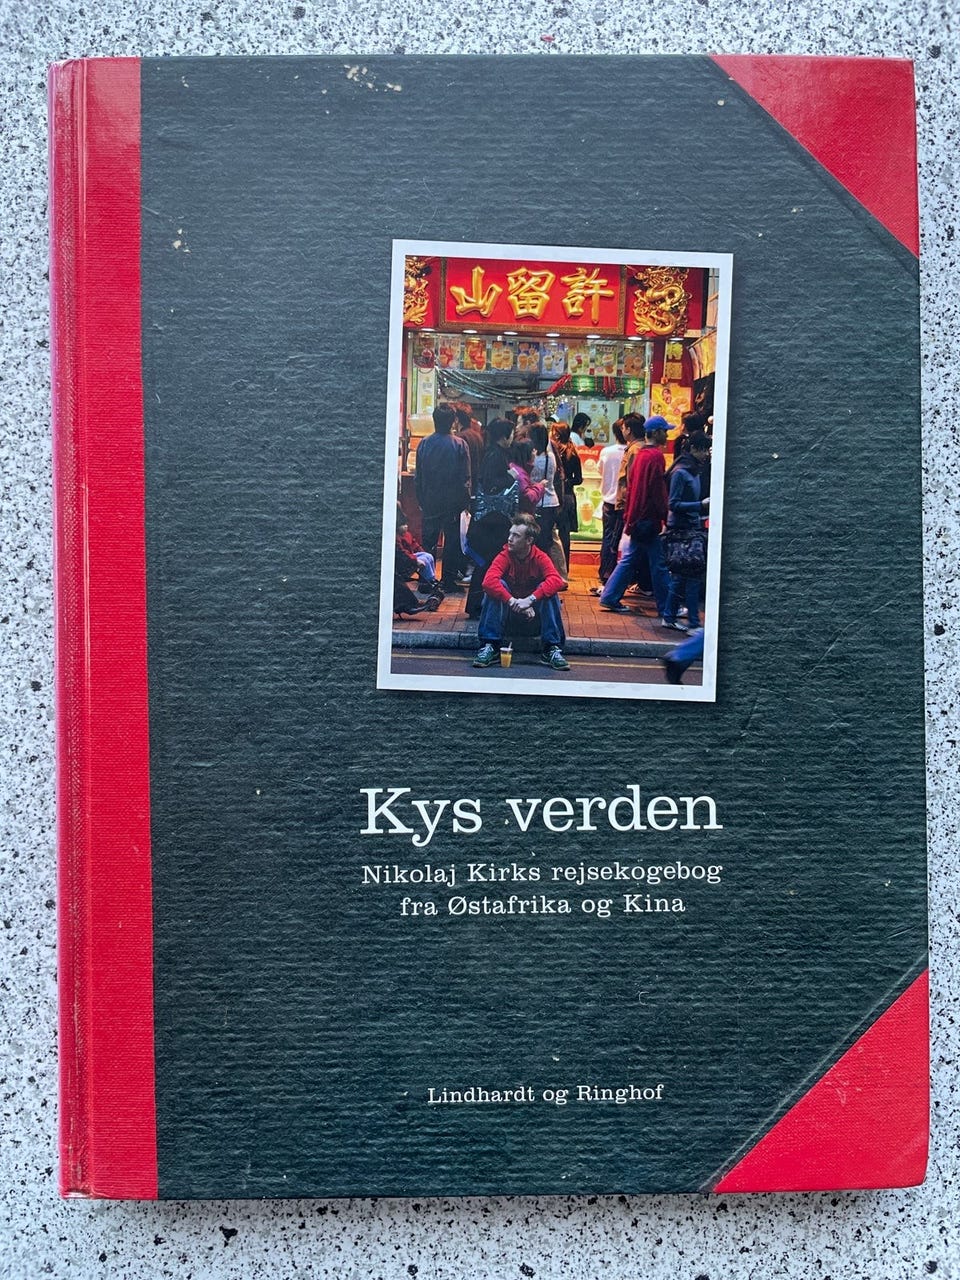 山留許
Kys verden
Nikolaj Kirks rejsekogebog
fra Østafrika og Kina
Lindhardt og Ringhof